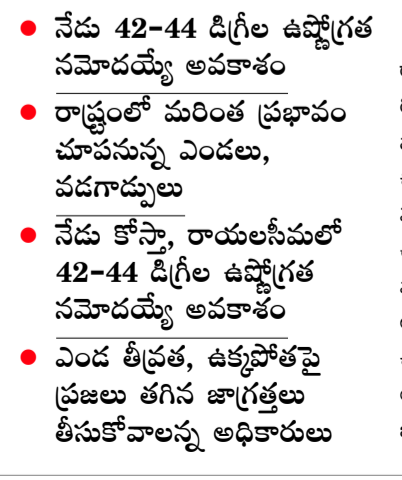 • నేడు 42-44 డిగ్రీల ఉష్ణోగ్రత
నమోదయ్యే అవకాశం
• రాష్ట్రంలో మరింత ప్రభావం
చూపనున్న ఎండలు,
వడగాడ్పులు
• నేడు కోస్తా, రాయలసీమలో
42-44 డిగ్రీల ఉష్ణోగ్రత
నమోదయ్యే అవకాశం
• ఎండ తీవ్రత, ఉక్కపోతపై
ప్రజలు తగిన జాగ్రత్తలు
తీసుకోవాలన్న అధికారులు